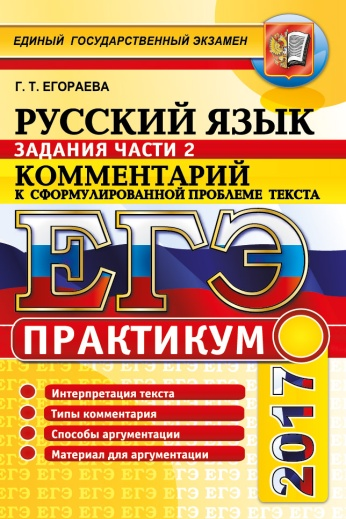 ЕДИНЫЙ ГОСУДАРСТВЕННЫЙ ЭКЗАМЕН
Г. Т. ЕГОРАЕВА
РУССКИЙ ЯЗЫК
ЗАДАНИЯ ЧАСТИ 2
КОММЕНТАРИЙ
К СФОРМУЛИРОВАННОЙ ПРОБЛЕМЕ ТЕКСТА
ЕГЭ
ПРАКТИКУМ
2017
Интерпретация текста
Типы комментария
Способы аргументации
Материал для аргументации